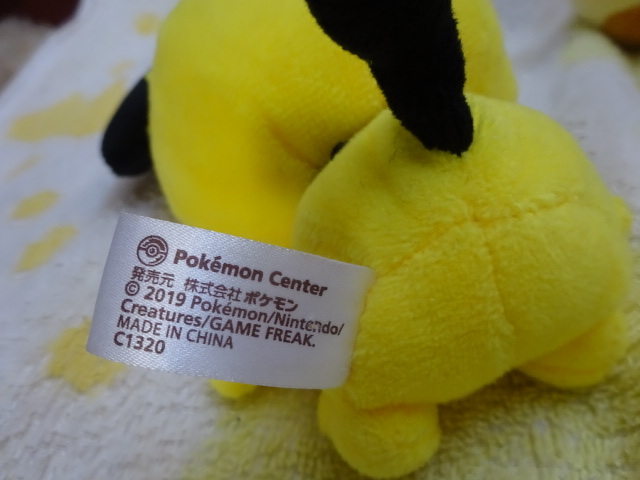 Pokémon Center
発売元 株式会社ポケモン
© 2019 Pokémon/Nintendo/
Creatures/GAME FREAK.
MADE IN CHINA
C1320